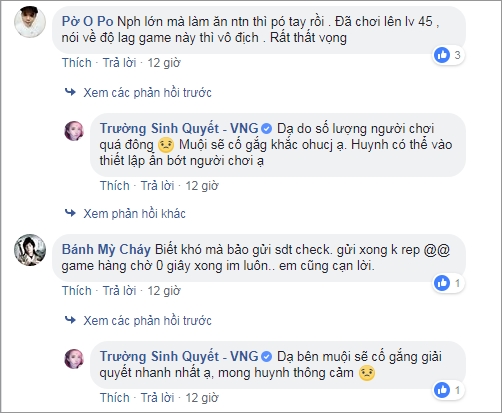 Pờ O Po Nph lớn mà làm ăn ntn thì pó tay rồi . Đã chơi lên lv 45 ,
nói về độ lag game này thì vô địch . Rất thất vọng
3
Thích · Trả lời · 12 giờ
Xem các phản hồi trước
Trường Sinh Quyết - VNG Dạ do số lượng người chơi
quá đông Muội sẽ cố gắg khắc ohucj ạ. Huynh có thể vào
thiết lập ẩn bớt người chơi ạ
Thích · Trả lời · 12 giờ
Xem phản hồi khác
Bánh Mỳ Cháy Biết khó mà bảo gửi sdt check. gửi xong k rep @@
game hàng chờ 0 giây xong im luôn.. em cũng cạn lời.
1
Thích · Trả lời · 12 giờ
Xem các phản hồi trước
Trường Sinh Quyết - VNG Dạ bên muội sẽ cố gắng giải
quyết nhanh nhất ạ, mong huynh thông cảm
1
Thích · Trả lời · 12 giờ